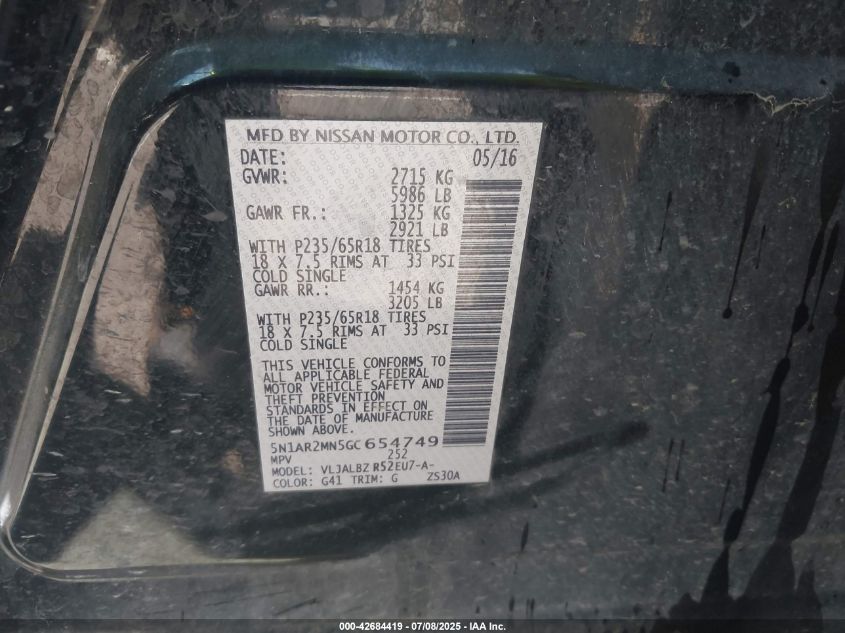 MFD BY NISSAN MOTOR CO., LTD.
DATE: 05/16
GVWR: 2715 KG
5986 LB
GAWR FR.: 1325 KG
2921 LB
WITH P235/65R18 TIRES
18 X 7.5 RIMS AT 33 PSI
COLD SINGLE
GAWR RR.: 1454 KG
3205 LB
WITH P235/65R18 TIRES
18 X 7.5 RIMS AT 33 PSI
COLD SINGLE
THIS VEHICLE CONFORMS TO
ALL APPLICABLE FEDERAL
MOTOR VEHICLE SAFETY AND
THEFT PREVENTION
STANDARDS IN EFFECT ON
THE DATE OF MANUFACTURE
SHOWN ABOVE.
5N1AR2MN5GC654749
MPV 252
MODEL: VLJALBZ R52EU7-A-
COLOR: G41 TRIM: G ZS30A
000-42684419 - 07/08/2025 - IAA Inc.